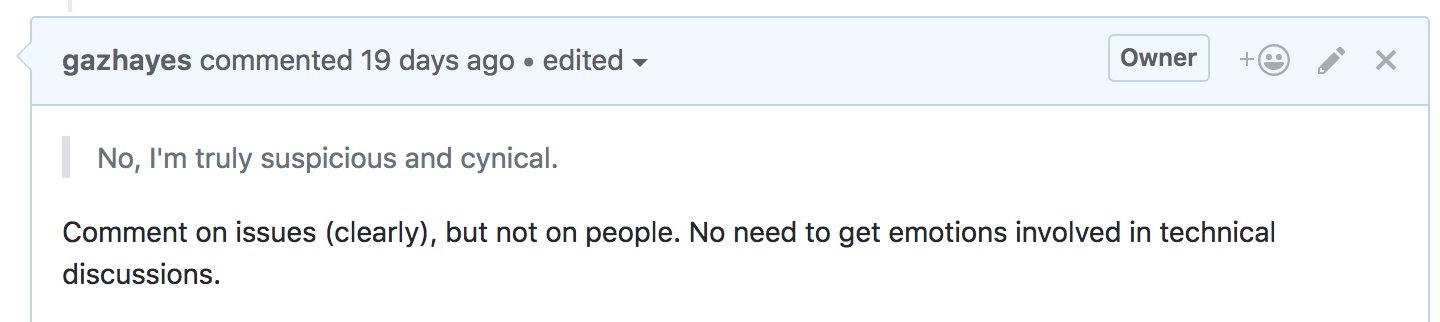 gazhayes commented 19 days ago • edited
Owner
No, I'm truly suspicious and cynical.
Comment on issues (clearly), but not on people. No need to get emotions involved in technical
discussions.